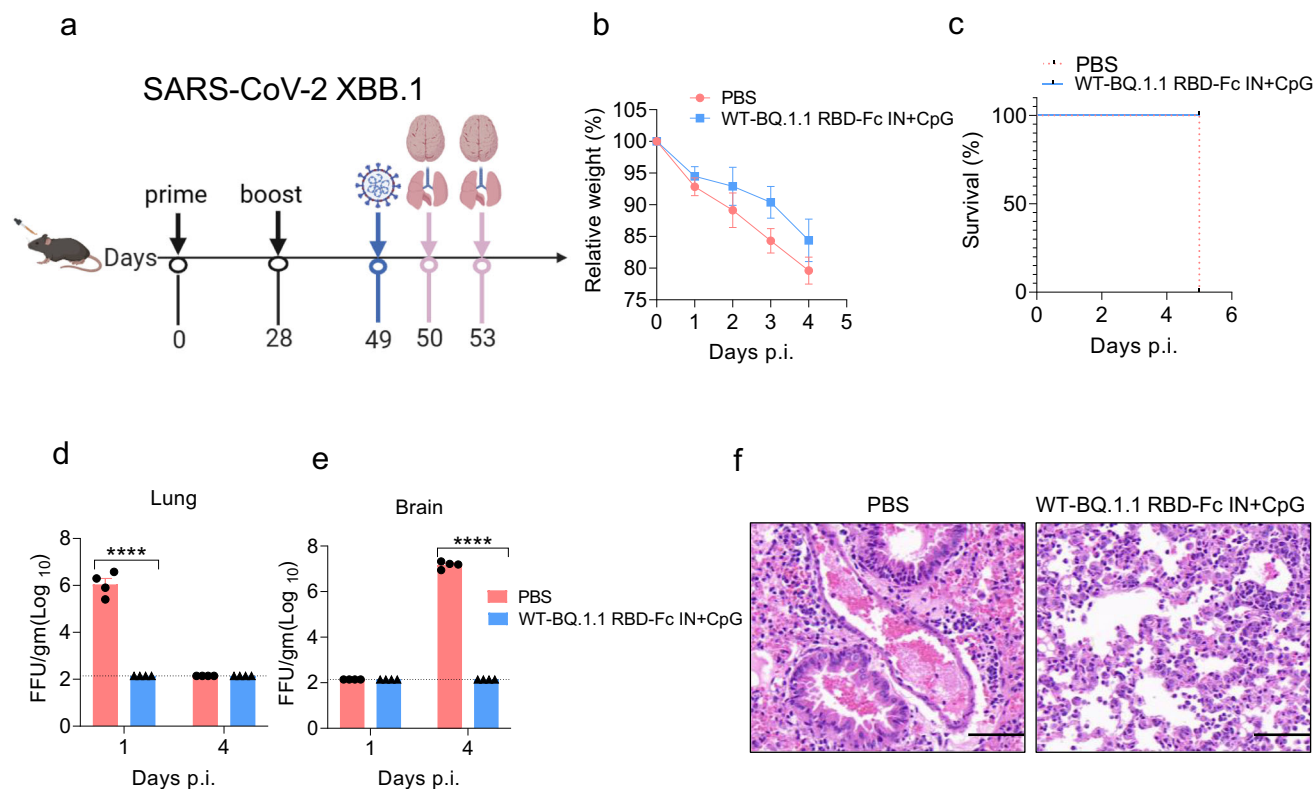 a
SARS-CoV-2 XBB.1
prime
boost
Days
0
28
49
50
53
b
PBS
WT-BQ.1.1 RBD-Fc IN+CpG
Relative weight (%)
105
100
95
90
85
80
75
0
1
2
3
4
5
Days p.i.
c
PBS
WT-BQ.1.1 RBD-Fc IN+CpG
Survival (%)
100
50
0
0
2
4
6
Days p.i.
d
Lung
FFU/gm(Log 10)
8
6
4
2
0
****
1
4
Days p.i.
e
Brain
FFU/gm(Log 10)
8
6
4
2
0
****
1
4
Days p.i.
PBS
WT-BQ.1.1 RBD-Fc IN+CpG
f
PBS
WT-BQ.1.1 RBD-Fc IN+CpG